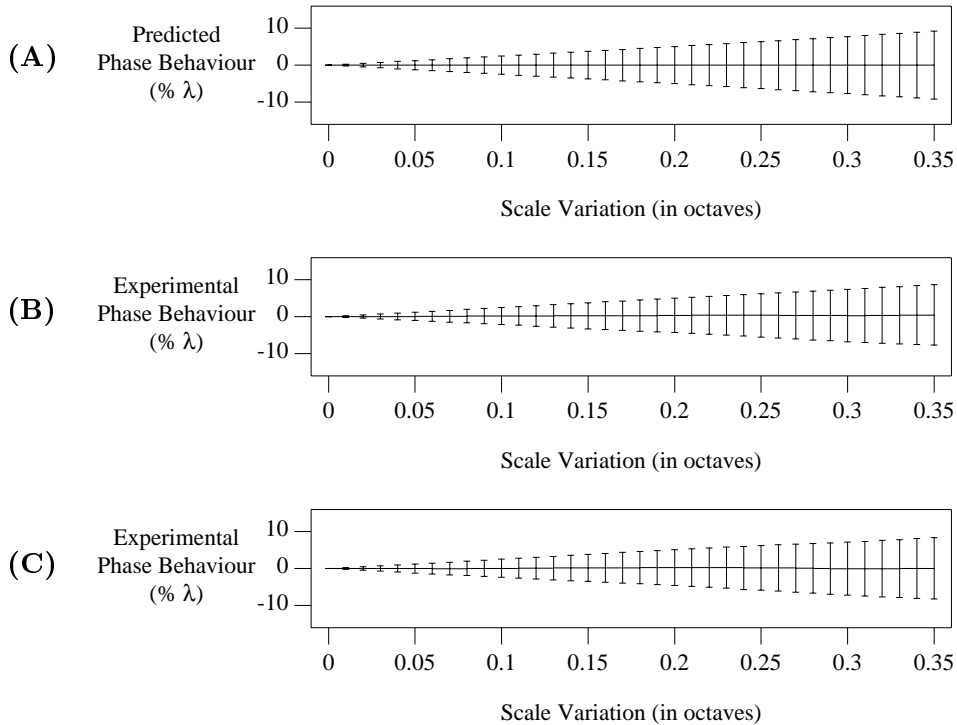 (A)
Predicted
Phase Behaviour
(% λ)
10
0
-10
0 0.05 0.1 0.15 0.2 0.25 0.3 0.35
Scale Variation (in octaves)
(B)
Experimental
Phase Behaviour
(% λ)
10
0
-10
0 0.05 0.1 0.15 0.2 0.25 0.3 0.35
Scale Variation (in octaves)
(C)
Experimental
Phase Behaviour
(% λ)
10
0
-10
0 0.05 0.1 0.15 0.2 0.25 0.3 0.35
Scale Variation (in octaves)